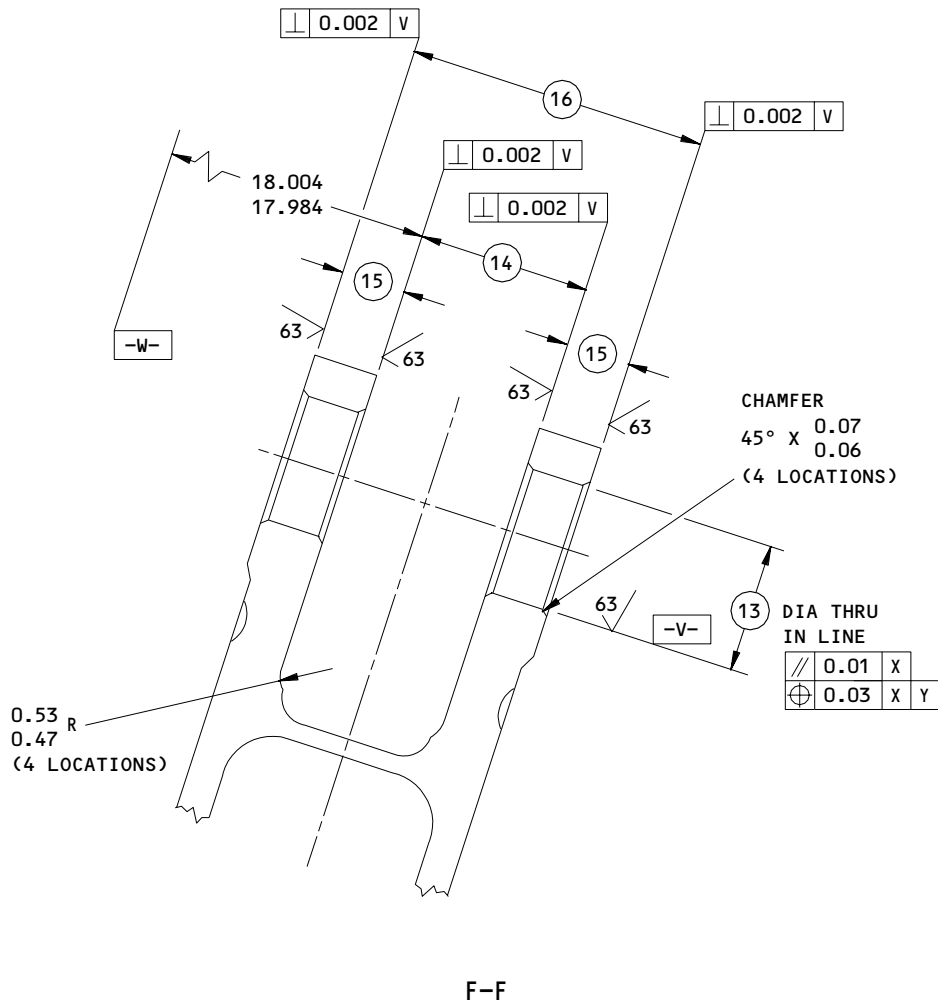 ⊥ 0.002 V
16
⊥ 0.002 V
⊥ 0.002 V
18.004
17.984
⊥ 0.002 V
14
15
63
63
-W-
15
63
63
CHAMFER
45° X 0.07
0.06
(4 LOCATIONS)
63
-V-
13 DIA THRU
IN LINE
// 0.01 X
⌖ 0.03 X Y
0.53 R
0.47
(4 LOCATIONS)
F-F